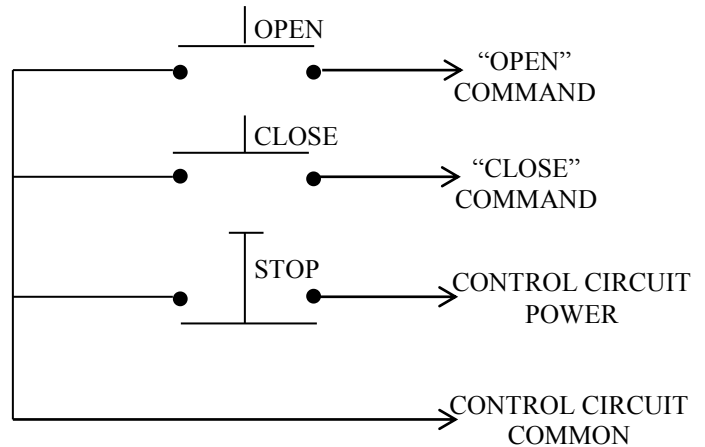 OPEN
“OPEN”
COMMAND
CLOSE
“CLOSE”
COMMAND
STOP
CONTROL CIRCUIT
POWER
CONTROL CIRCUIT
COMMON